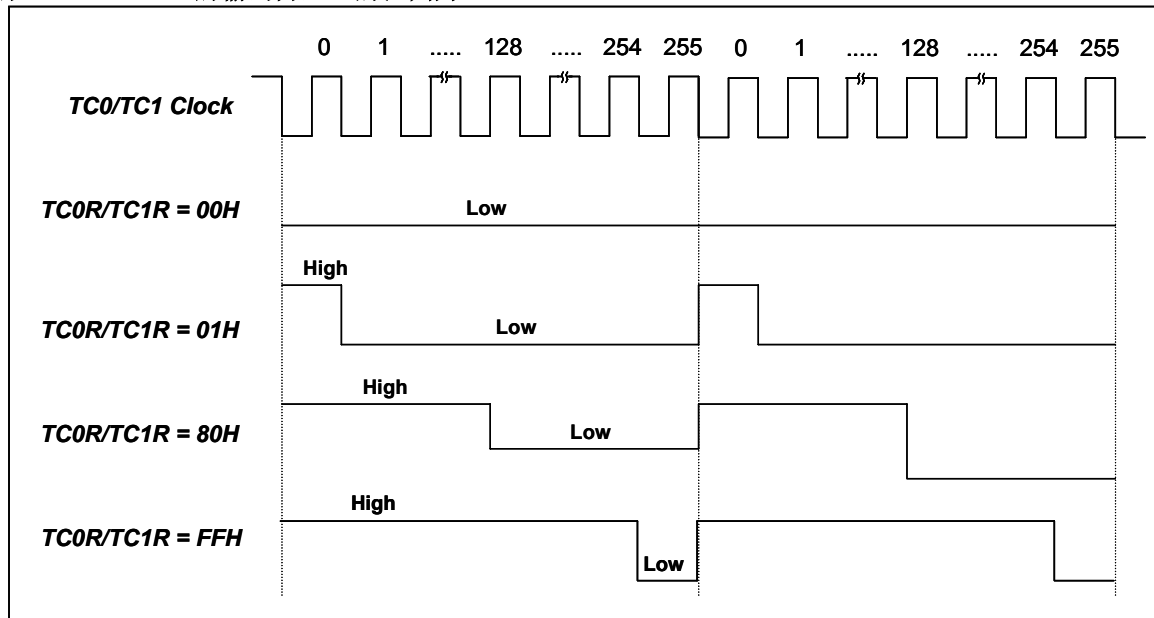 0 1 ..... 128 ..... 254 255 0 1 ..... 128 ..... 254 255
TC0/TC1 Clock
TC0R/TC1R = 00H
Low
High
TC0R/TC1R = 01H
Low
High
TC0R/TC1R = 80H
Low
High
TC0R/TC1R = FFH
Low